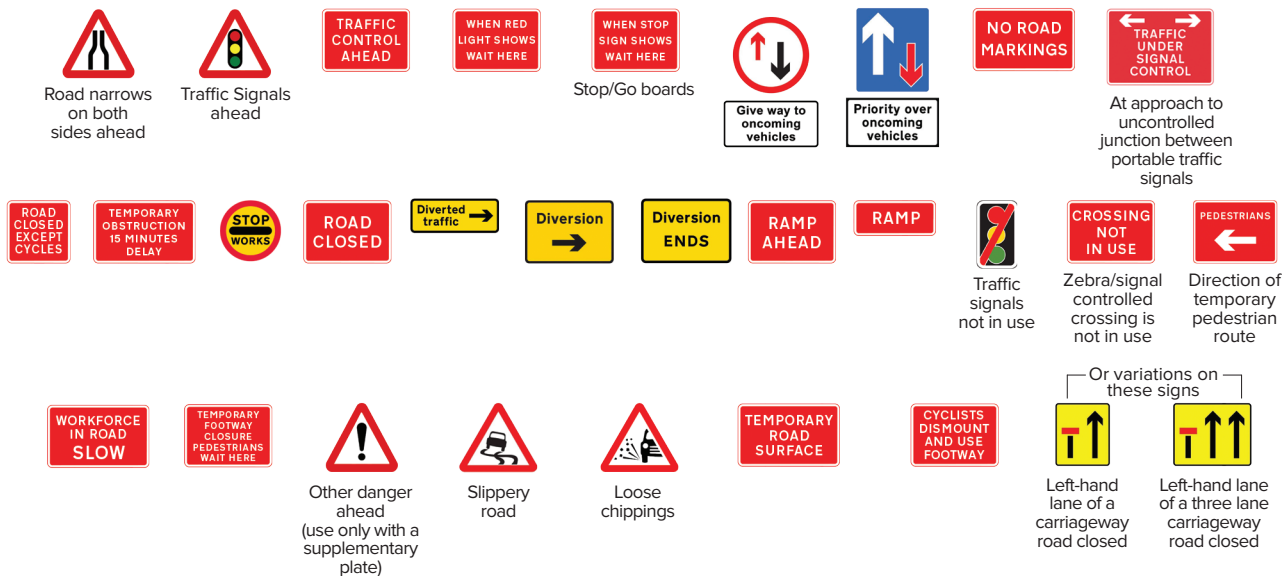 Road narrows
on both
sides ahead
Traffic Signals
ahead
TRAFFIC
CONTROL
AHEAD
WHEN RED
LIGHT SHOWS
WAIT HERE
WHEN STOP
SIGN SHOWS
WAIT HERE
Stop/Go boards
Give way to
oncoming
vehicles
Priority over
oncoming
vehicles
NO ROAD
MARKINGS
TRAFFIC
UNDER
SIGNAL
CONTROL
At approach to
uncontrolled
junction between
portable traffic
signals
ROAD
CLOSED
EXCEPT
CYCLES
TEMPORARY
OBSTRUCTION
15 MINUTES
DELAY
STOP
WORKS
ROAD
CLOSED
Diverted
traffic
Diversion
Diversion
ENDS
RAMP
AHEAD
RAMP
Traffic
signals
not in use
CROSSING
NOT
IN USE
Zebra/signal
controlled
crossing is
not in use
PEDESTRIANS
Direction of
temporary
pedestrian
route
WORKFORCE
IN ROAD
SLOW
TEMPORARY
FOOTWAY
CLOSURE
PEDESTRIANS
WAIT HERE
Other danger
ahead
(use only with a
supplementary
plate)
Slippery
road
Loose
chippings
TEMPORARY
ROAD
SURFACE
CYCLISTS
DISMOUNT
AND USE
FOOTWAY
Or variations on
these signs
Left-hand
lane of a
carriageway
road closed
Left-hand lane
of a three lane
carriageway
road closed